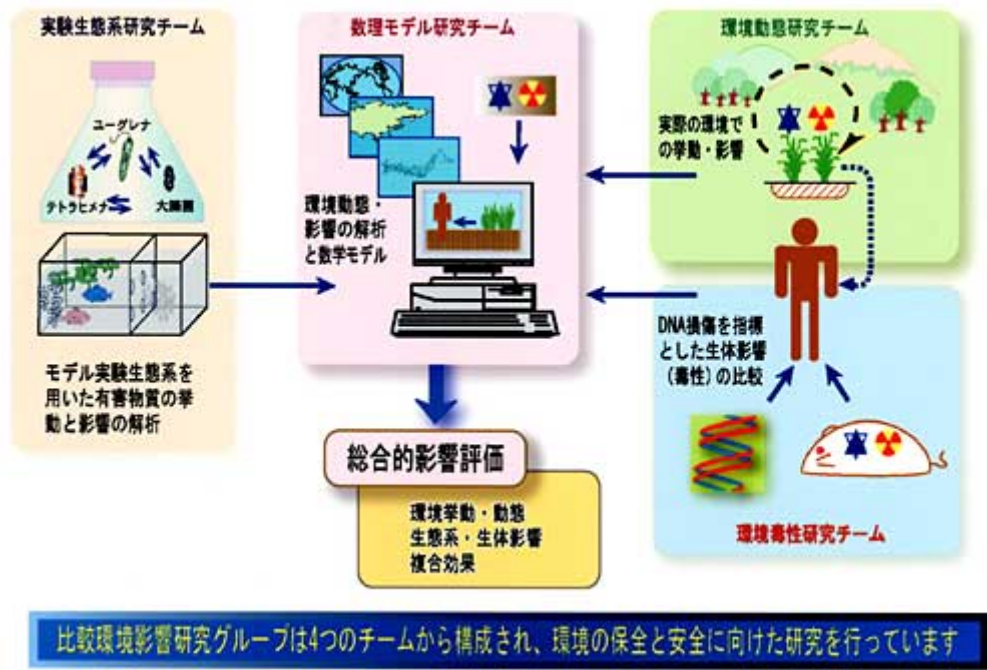 実験生態系研究チーム
ユーグレナ
テトラヒメナ
大腸菌
モデル実験生態系を
用いた有害物質の挙
動と影響の解析
数理モデル研究チーム
環境動態・
影響の解析
と数学モデル
環境動態研究チーム
実際の環境で
の挙動・影響
DNA損傷を指標
とした生体影響
(毒性)の比較
環境毒性研究チーム
総合的影響評価
環境挙動・動態
生態系・生体影響
複合効果
比較環境影響研究グループは4つのチームから構成され、環境の保全と安全に向けた研究を行っています